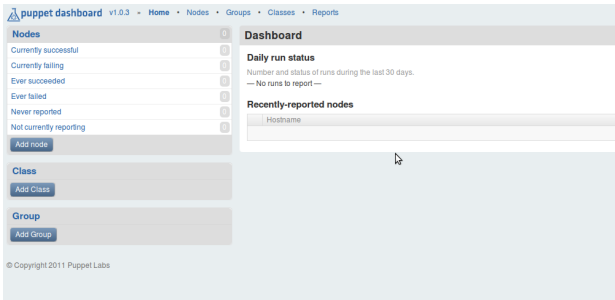 puppet dashboard v1.0.3 - Home • Nodes • Groups • Classes • Reports
Nodes 0
Currently successful 0
Currently failing 0
Ever succeeded 0
Ever failed 0
Never reported 0
Not currently reporting 0
Add node
Class
Add Class
Group
Add Group
© Copyright 2011 Puppet Labs
Dashboard
Daily run status
Number and status of runs during the last 30 days.
— No runs to report —
Recently-reported nodes
Hostname